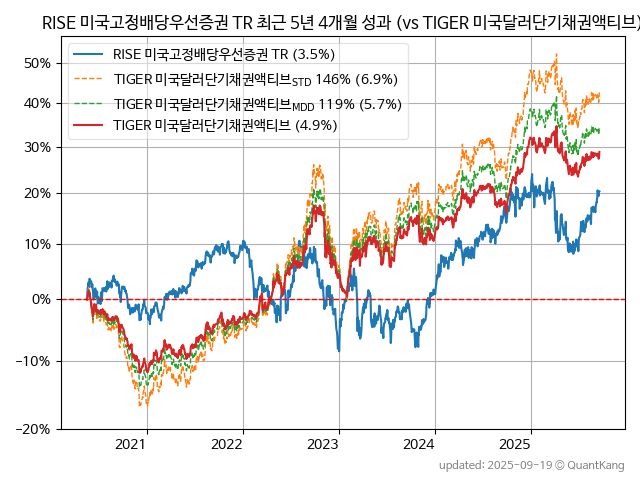 RISE 미국고정배당우선증권 TR 최근 5년 4개월 성과 (vs TIGER 미국달러단기채권액티브)
RISE 미국고정배당우선증권 TR (3.5%)
TIGER 미국달러단기채권액티브STD 146% (6.9%)
TIGER 미국달러단기채권액티브MDD 119% (5.7%)
TIGER 미국달러단기채권액티브 (4.9%)
50%
40%
30%
20%
10%
0%
−10%
−20%
2021 2022 2023 2024 2025
updated: 2025-09-19 © QuantKang